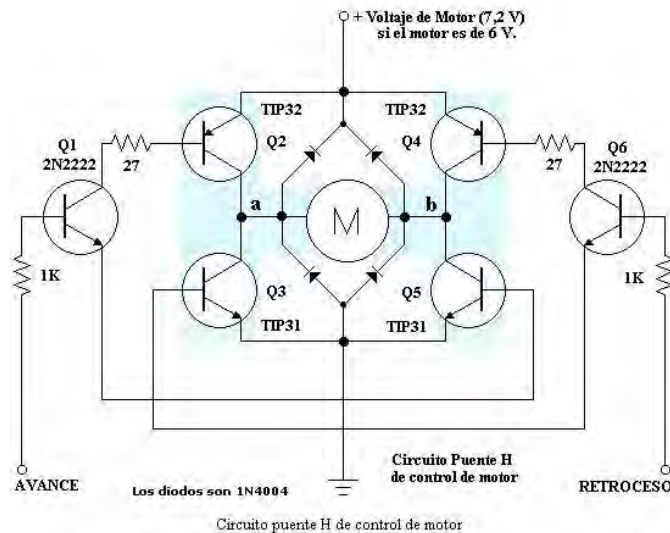 + Voltaje de Motor (7,2 V)
si el motor es de 6 V.
TIP32
TIP32
Q1
2N2222
Q2
Q4
Q6
2N2222
27
27
a
b
M
1K
1K
Q3
Q5
TIP31
TIP31
Circuito Puente H
de control de motor
AVANCE
Los diodos son 1N4004
RETROCESO
Circuito puente H de control de motor